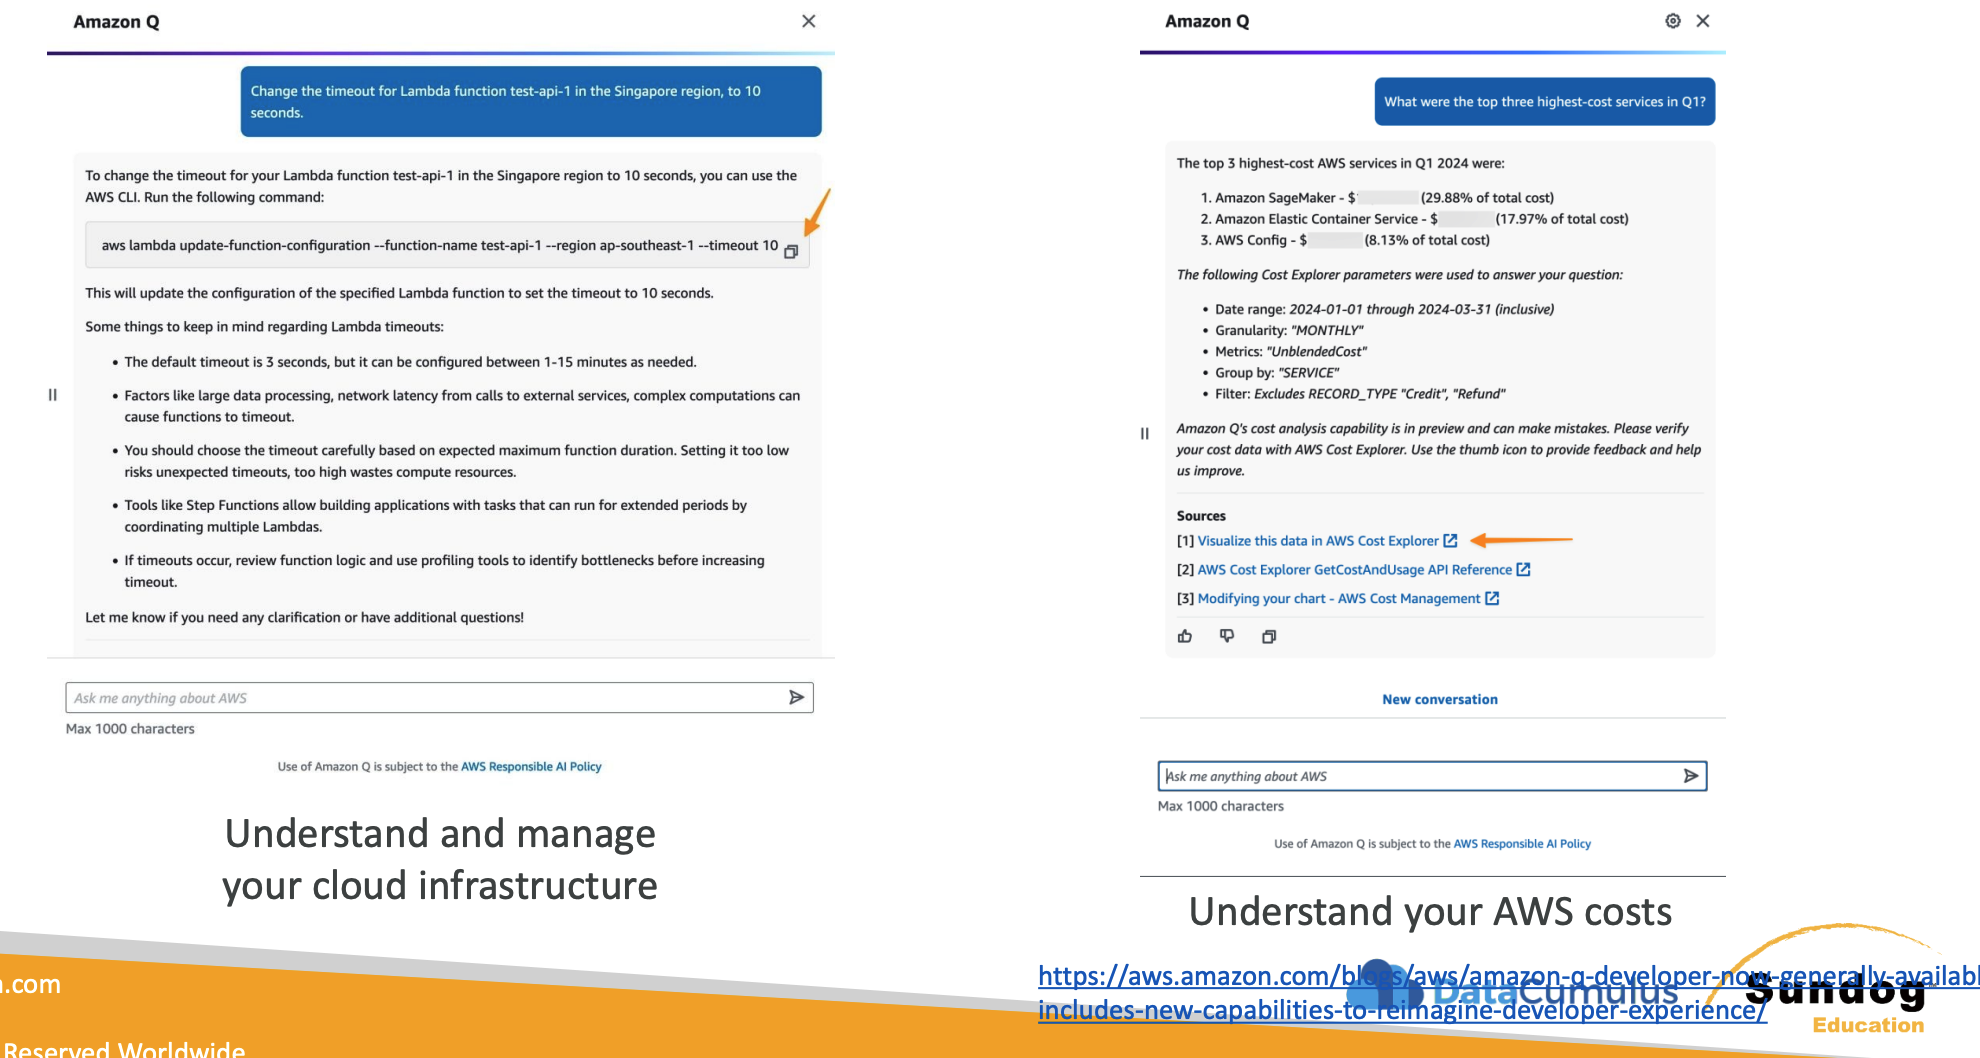 Amazon Q
Change the timeout for Lambda function test-api-1 in the Singapore region, to 10
seconds.
To change the timeout for your Lambda function test-api-1 in the Singapore region to 10 seconds, you can use the
AWS CLI. Run the following command:
aws lambda update-function-configuration --function-name test-api-1 --region ap-southeast-1 --timeout 10
This will update the configuration of the specified Lambda function to set the timeout to 10 seconds.
Some things to keep in mind regarding Lambda timeouts:
• The default timeout is 3 seconds, but it can be configured between 1-15 minutes as needed.
• Factors like large data processing, network latency from calls to external services, complex computations can
cause functions to timeout.
• You should choose the timeout carefully based on expected maximum function duration. Setting it too low
risks unexpected timeouts, too high wastes compute resources.
• Tools like Step Functions allow building applications with tasks that can run for extended periods by
coordinating multiple Lambdas.
• If timeouts occur, review function logic and use profiling tools to identify bottlenecks before increasing
timeout.
Let me know if you need any clarification or have additional questions!
Ask me anything about AWS
Max 1000 characters
Use of Amazon Q is subject to the AWS Responsible AI Policy
Understand and manage
your cloud infrastructure
Amazon Q
What were the top three highest-cost services in Q1?
The top 3 highest-cost AWS services in Q1 2024 were:
1. Amazon SageMaker - $ (29.88% of total cost)
2. Amazon Elastic Container Service - $ (17.97% of total cost)
3. AWS Config - $ (8.13% of total cost)
The following Cost Explorer parameters were used to answer your question:
• Date range: 2024-01-01 through 2024-03-31 (inclusive)
• Granularity: "MONTHLY"
• Metrics: "UnblendedCost"
• Group by: "SERVICE"
• Filter: Excludes RECORD_TYPE "Credit", "Refund"
Amazon Q's cost analysis capability is in preview and can make mistakes. Please verify
your cost data with AWS Cost Explorer. Use the thumb icon to provide feedback and help
us improve.
Sources
[1] Visualize this data in AWS Cost Explorer
[2] AWS Cost Explorer GetCostAndUsage API Reference
[3] Modifying your chart - AWS Cost Management
New conversation
Ask me anything about AWS
Max 1000 characters
Use of Amazon Q is subject to the AWS Responsible AI Policy
Understand your AWS costs
https://aws.amazon.com/blogs/aws/amazon-q-developer-now-generally-availabl
includes-new-capabilities-to-reimagine-developer-experience/
DataCumulus
Sundog
Education
.com
Reserved Worldwide